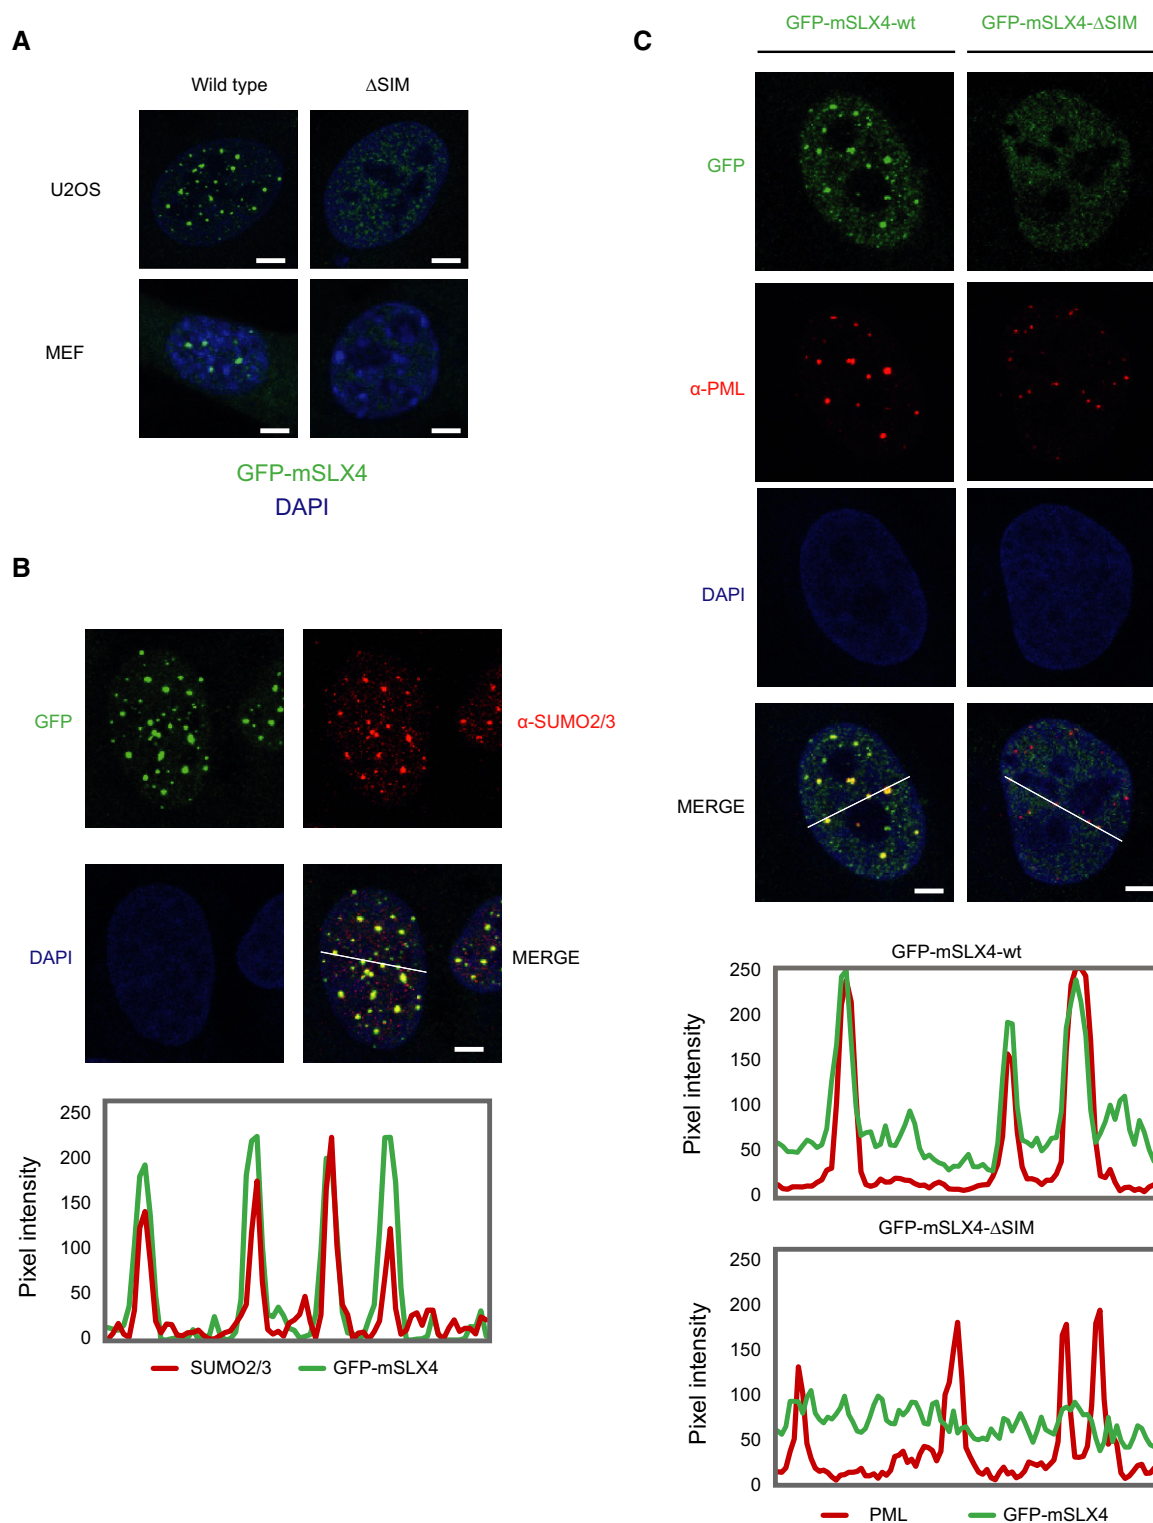 A
Wild type
ΔSIM
U2OS
MEF
GFP-mSLX4
DAPI
B
GFP
α-SUMO2/3
DAPI
MERGE
250
200
150
100
50
0
Pixel intensity
SUMO2/3
GFP-mSLX4
C
GFP-mSLX4-wt
GFP-mSLX4-ΔSIM
GFP
α-PML
DAPI
MERGE
GFP-mSLX4-wt
250
200
150
100
50
0
Pixel intensity
GFP-mSLX4-ΔSIM
250
200
150
100
50
0
Pixel intensity
PML
GFP-mSLX4